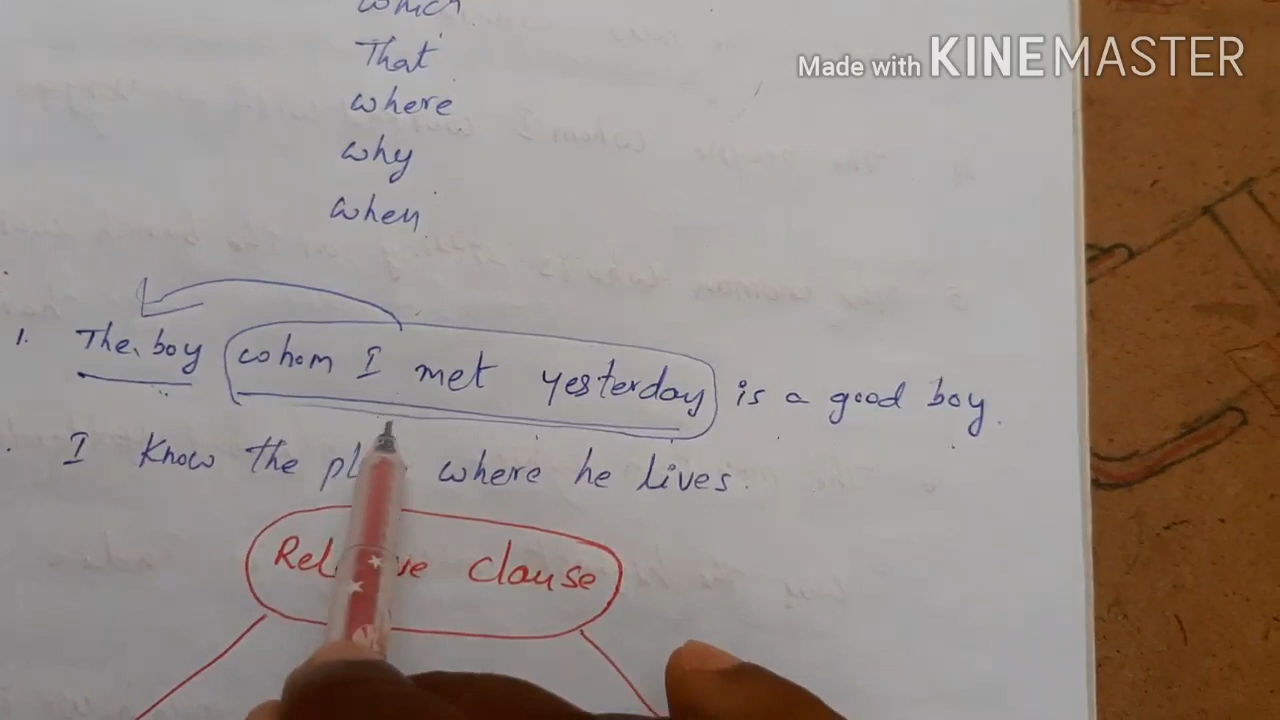 which
Made with KINEMASTER
That
where
why
when
1. The boy whom I met yesterday is a good boy.
I know the where he lives.
clause